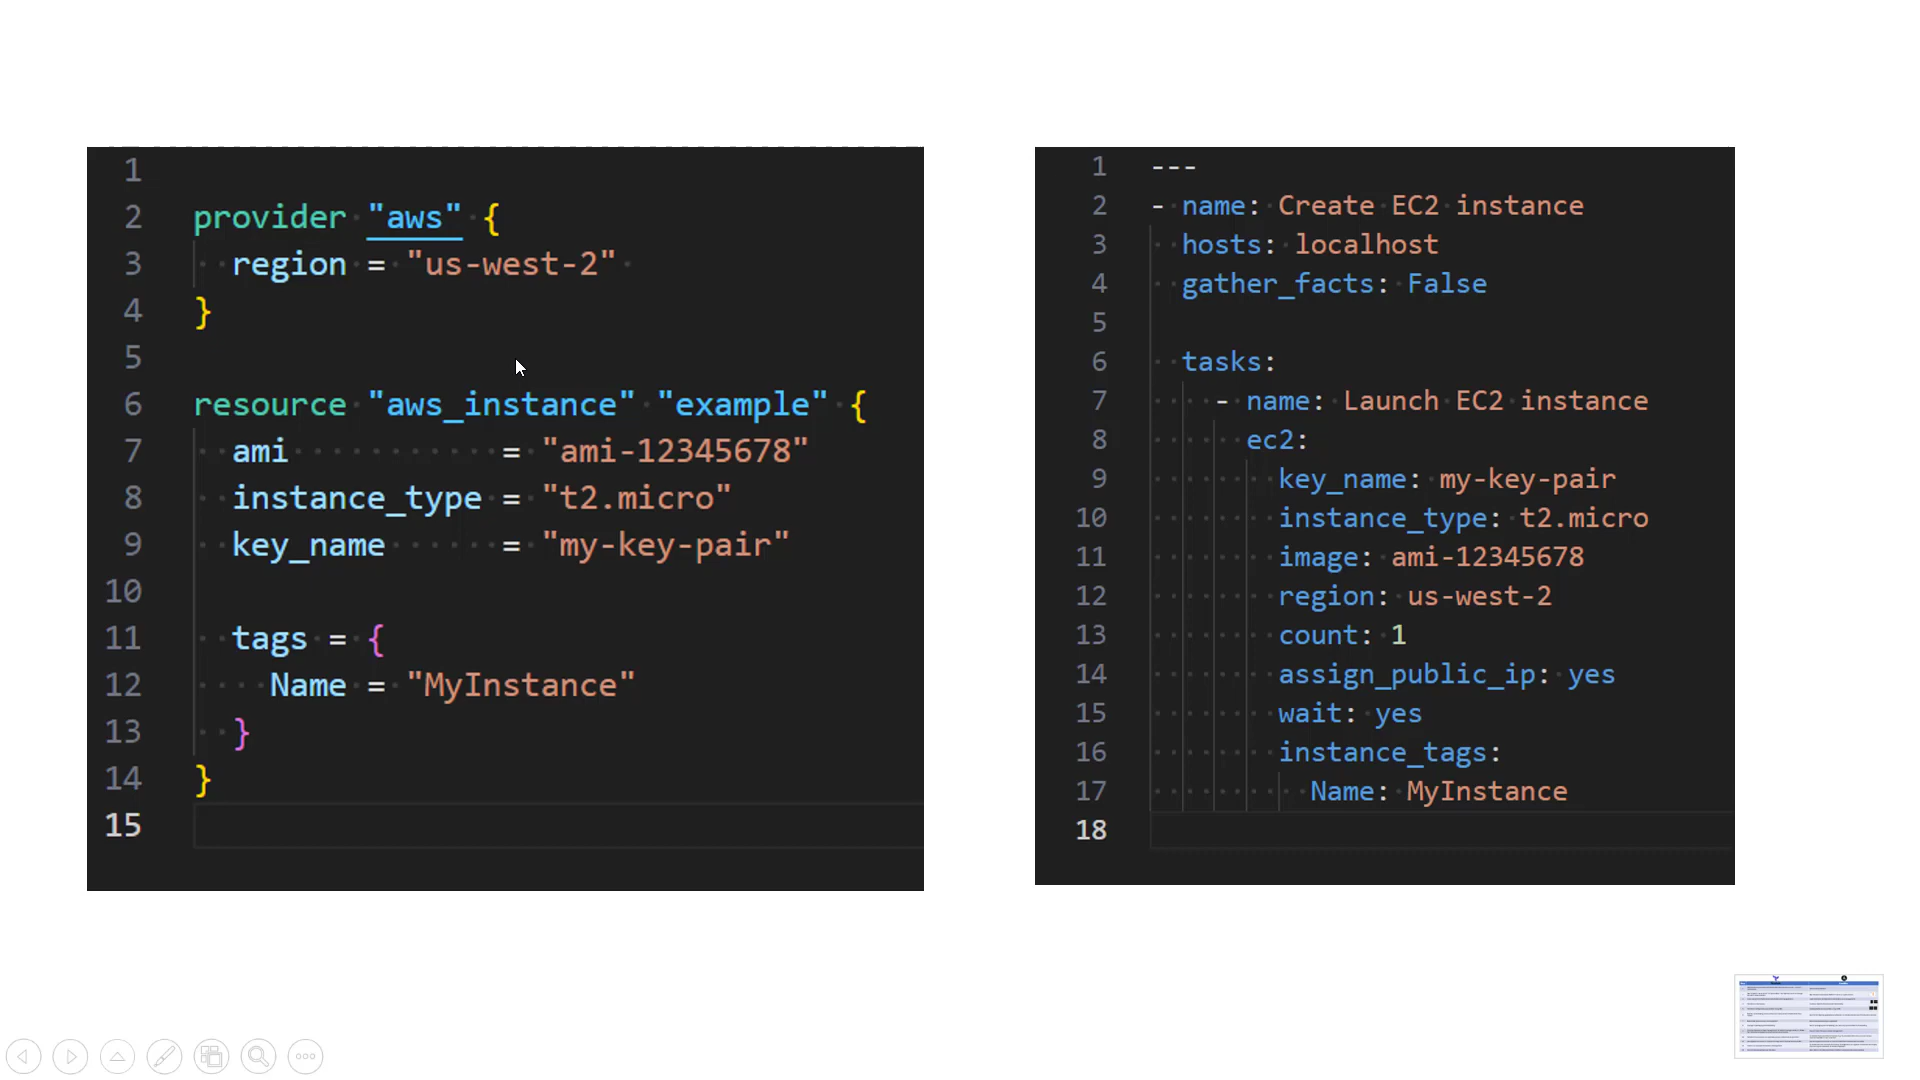 1
2 provider "aws" {
3 region = "us-west-2"
4 }
5
6 resource "aws_instance" "example" {
7 ami = "ami-12345678"
8 instance_type = "t2.micro"
9 key_name = "my-key-pair"
10
11 tags = {
12 Name = "MyInstance"
13 }
14 }
15
1 ---
2 - name: Create EC2 instance
3 hosts: localhost
4 gather_facts: False
5
6 tasks:
7 - name: Launch EC2 instance
8 ec2:
9 key_name: my-key-pair
10 instance_type: t2.micro
11 image: ami-12345678
12 region: us-west-2
13 count: 1
14 assign_public_ip: yes
15 wait: yes
16 instance_tags:
17 Name: MyInstance
18